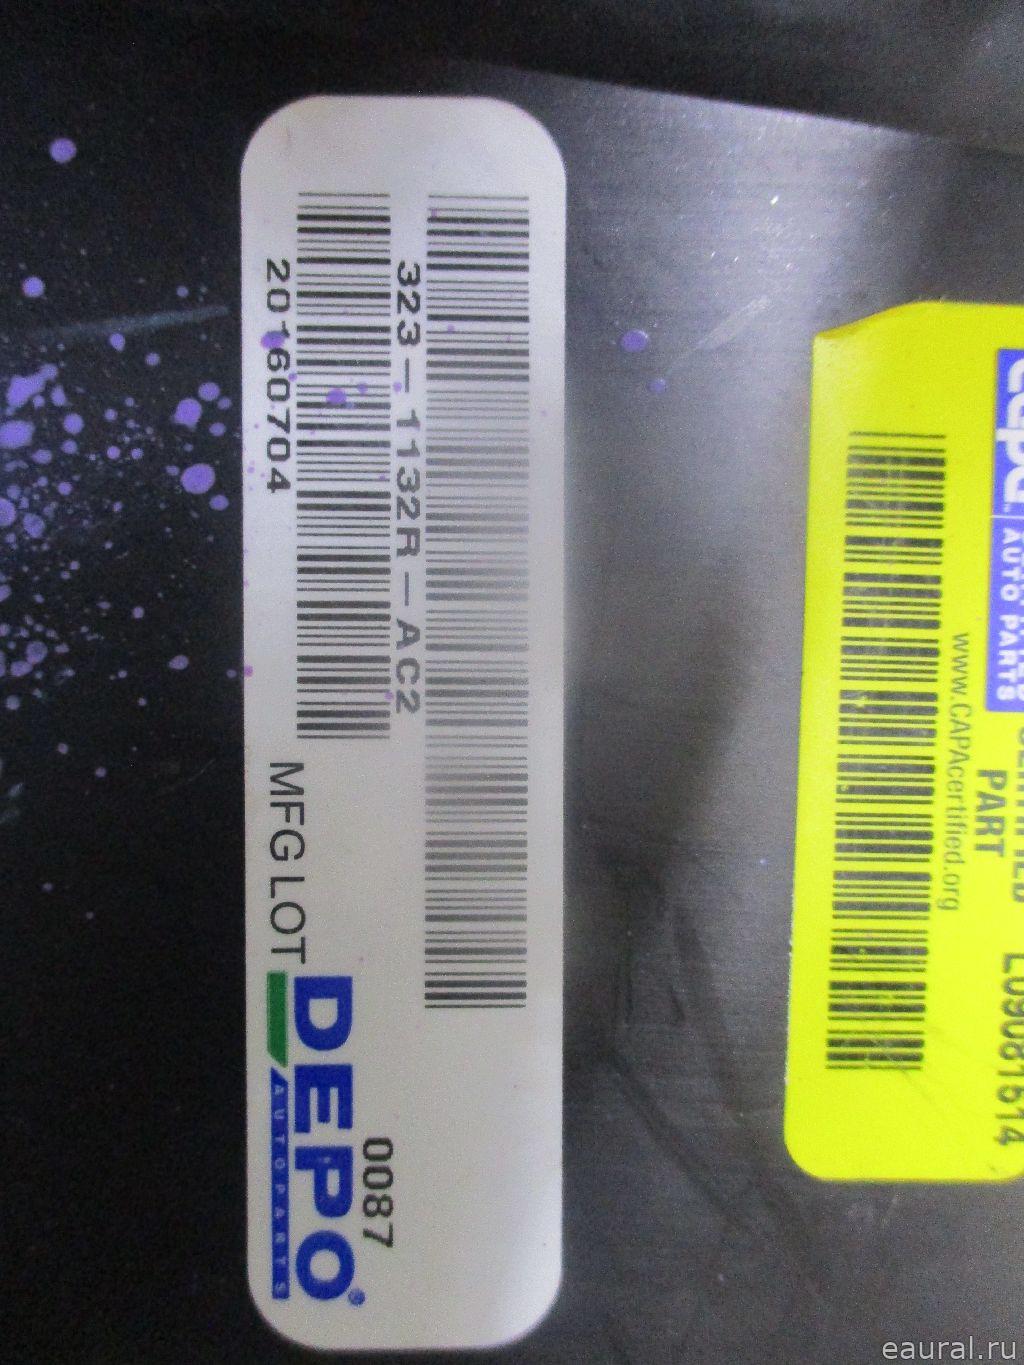 323-1132R-AC2
20160704
MFG LOT
0087
DEPO®
AUTO PARTS
capa
AUTO PARTS
CERTIFIED
PART
www.CAPAcertified.org
L09081514
eaural.ru